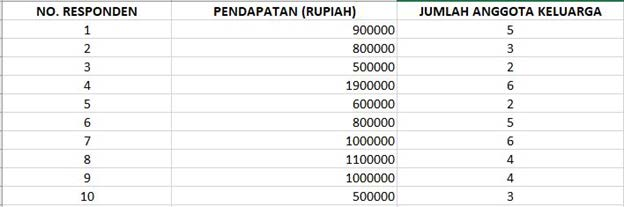 NO. RESPONDEN PENDAPATAN (RUPIAH) JUMLAH ANGGOTA KELUARGA
1 900000 5
2 800000 3
3 500000 2
4 1900000 6
5 600000 2
6 800000 5
7 1000000 6
8 1100000 4
9 1000000 4
10 500000 3